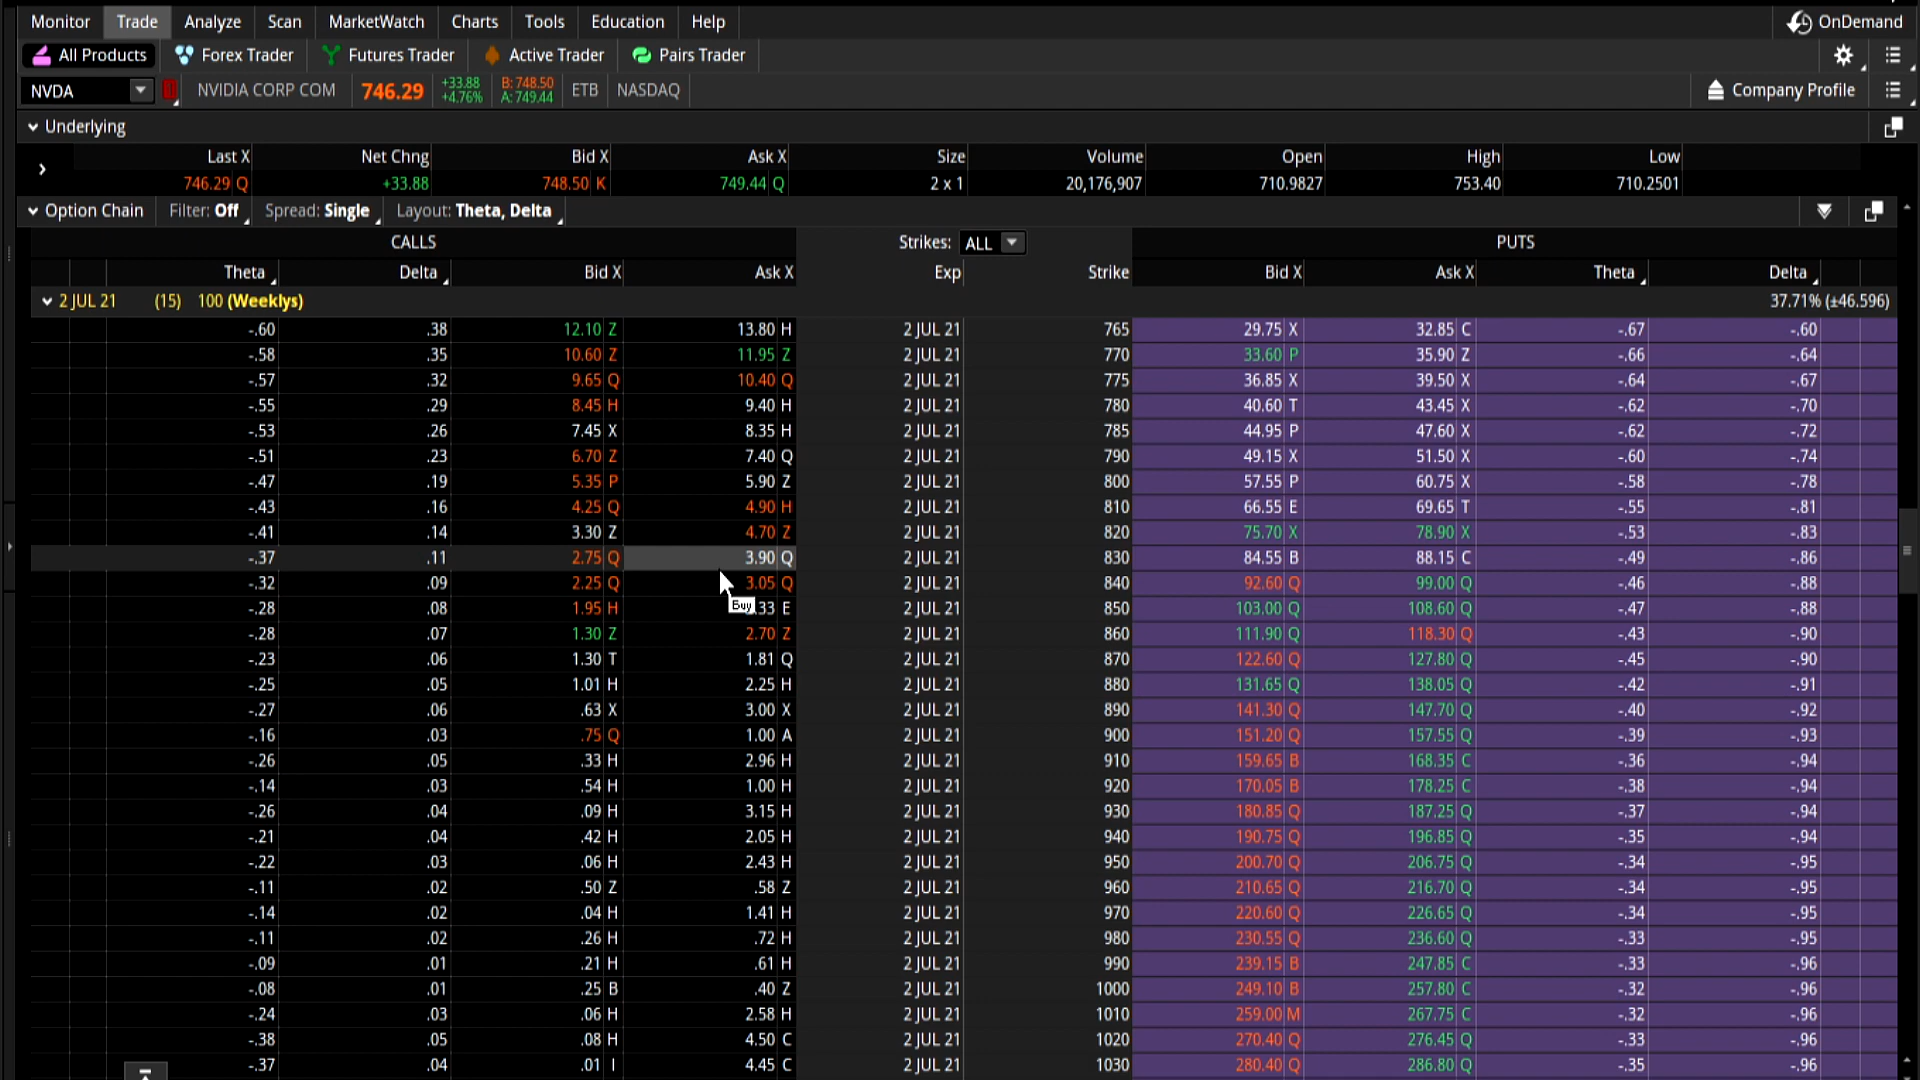 Monitor Trade Analyze Scan MarketWatch Charts Tools Education Help OnDemand
All Products Forex Trader Futures Trader Active Trader Pairs Trader
NVDA NVIDIA CORP COM 746.29 +33.88 +4.76% B: 748.50 A: 749.44 ETB NASDAQ Company Profile
Underlying
Last X Net Chng Bid X Ask X Size Volume Open High Low
746.29 Q +33.88 748.50 K 749.44 Q 2 x 1 20,176,907 710.9827 753.40 710.2501
Option Chain Filter: Off Spread: Single Layout: Theta, Delta
CALLS Strikes: ALL PUTS
Theta Delta Bid X Ask X Exp Strike Bid X Ask X Theta Delta
2 JUL 21 (15) 100 (Weeklys) 37.71% (±46.596)
-.60 .38 12.10 Z 13.80 H 2 JUL 21 765 29.75 X 32.85 C -.67 -.60
-.58 .35 10.60 Z 11.95 Z 2 JUL 21 770 33.60 P 35.90 Z -.66 -.64
-.57 .32 9.65 Q 10.40 Q 2 JUL 21 775 36.85 X 39.50 X -.64 -.67
-.55 .29 8.45 H 9.40 H 2 JUL 21 780 40.60 T 43.45 X -.62 -.70
-.53 .26 7.45 X 8.35 H 2 JUL 21 785 44.95 P 47.60 X -.62 -.72
-.51 .23 6.70 Z 7.40 Q 2 JUL 21 790 49.15 X 51.50 X -.60 -.74
-.47 .19 5.35 P 5.90 Z 2 JUL 21 800 57.55 P 60.75 X -.58 -.78
-.43 .16 4.25 Q 4.90 H 2 JUL 21 810 66.55 E 69.65 T -.55 -.81
-.41 .14 3.30 Z 4.70 Z 2 JUL 21 820 75.70 X 78.90 X -.53 -.83
-.37 .11 2.75 Q 3.90 Q 2 JUL 21 830 84.55 B 88.15 C -.49 -.86
-.32 .09 2.25 Q 3.05 Q 2 JUL 21 840 92.60 Q 99.00 Q -.46 -.88
-.28 .08 1.95 H Buy .33 E 2 JUL 21 850 103.00 Q 108.60 Q -.47 -.88
-.28 .07 1.30 Z 2.70 Z 2 JUL 21 860 111.90 Q 118.30 Q -.43 -.90
-.23 .06 1.30 T 1.81 Q 2 JUL 21 870 122.60 Q 127.80 Q -.45 -.90
-.25 .05 1.01 H 2.25 H 2 JUL 21 880 131.65 Q 138.05 Q -.42 -.91
-.27 .06 .63 X 3.00 X 2 JUL 21 890 141.30 Q 147.70 Q -.40 -.92
-.16 .03 .75 Q 1.00 A 2 JUL 21 900 151.20 Q 157.55 Q -.39 -.93
-.26 .05 .33 H 2.96 H 2 JUL 21 910 159.65 B 168.35 C -.36 -.94
-.14 .03 .54 H 1.00 H 2 JUL 21 920 170.05 B 178.25 C -.38 -.94
-.26 .04 .09 H 3.15 H 2 JUL 21 930 180.85 Q 187.25 Q -.37 -.94
-.21 .04 .42 H 2.05 H 2 JUL 21 940 190.75 Q 196.85 Q -.35 -.94
-.22 .03 .06 H 2.43 H 2 JUL 21 950 200.70 Q 206.75 Q -.34 -.95
-.11 .02 .50 Z .58 Z 2 JUL 21 960 210.65 Q 216.70 Q -.34 -.95
-.14 .02 .04 H 1.41 H 2 JUL 21 970 220.60 Q 226.65 Q -.34 -.95
-.11 .02 .26 H .72 H 2 JUL 21 980 230.55 Q 236.60 Q -.33 -.95
-.09 .01 .21 H .61 H 2 JUL 21 990 239.15 B 247.85 C -.33 -.96
-.08 .01 .25 B .40 Z 2 JUL 21 1000 249.10 B 257.80 C -.32 -.96
-.24 .03 .06 H 2.58 H 2 JUL 21 1010 259.00 M 267.75 C -.32 -.96
-.38 .05 .08 H 4.50 C 2 JUL 21 1020 270.40 Q 276.45 Q -.33 -.96
-.37 .04 .01 I 4.45 C 2 JUL 21 1030 280.40 Q 286.80 Q -.35 -.96